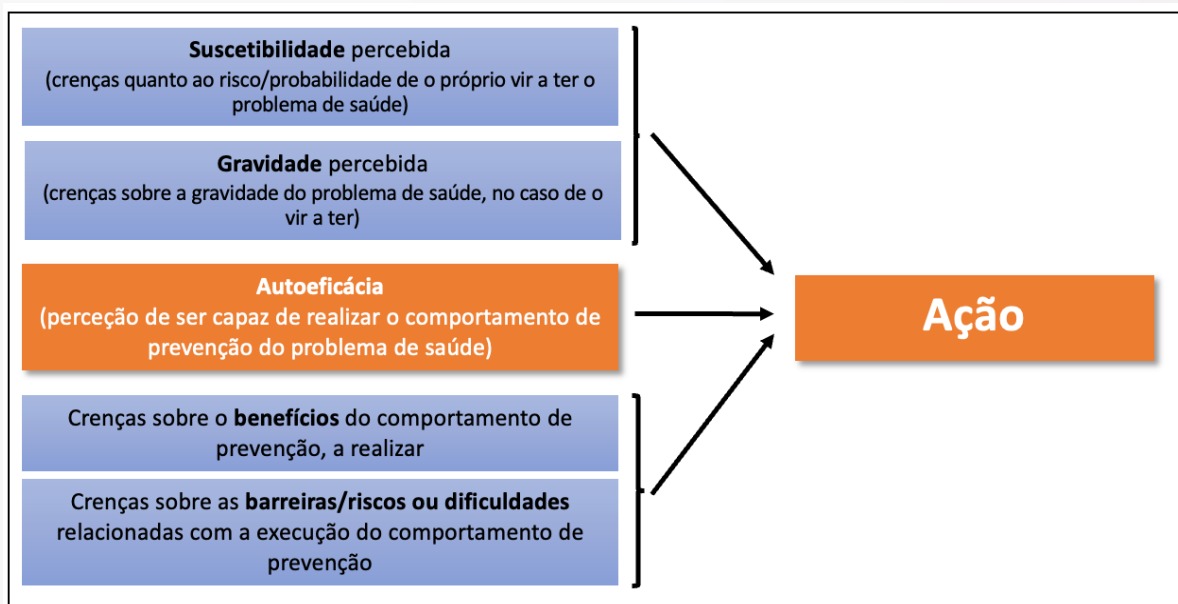 Suscetibilidade percebida
(crenças quanto ao risco/probabilidade de o próprio vir a ter o
problema de saúde)
Gravidade percebida
(crenças sobre a gravidade do problema de saúde, no caso de o
vir a ter)
Autoeficácia
(perceção de ser capaz de realizar o comportamento de
prevenção do problema de saúde)
Crenças sobre o benefícios do comportamento de
prevenção, a realizar
Crenças sobre as barreiras/riscos ou dificuldades
relacionadas com a execução do comportamento de
prevenção
Ação